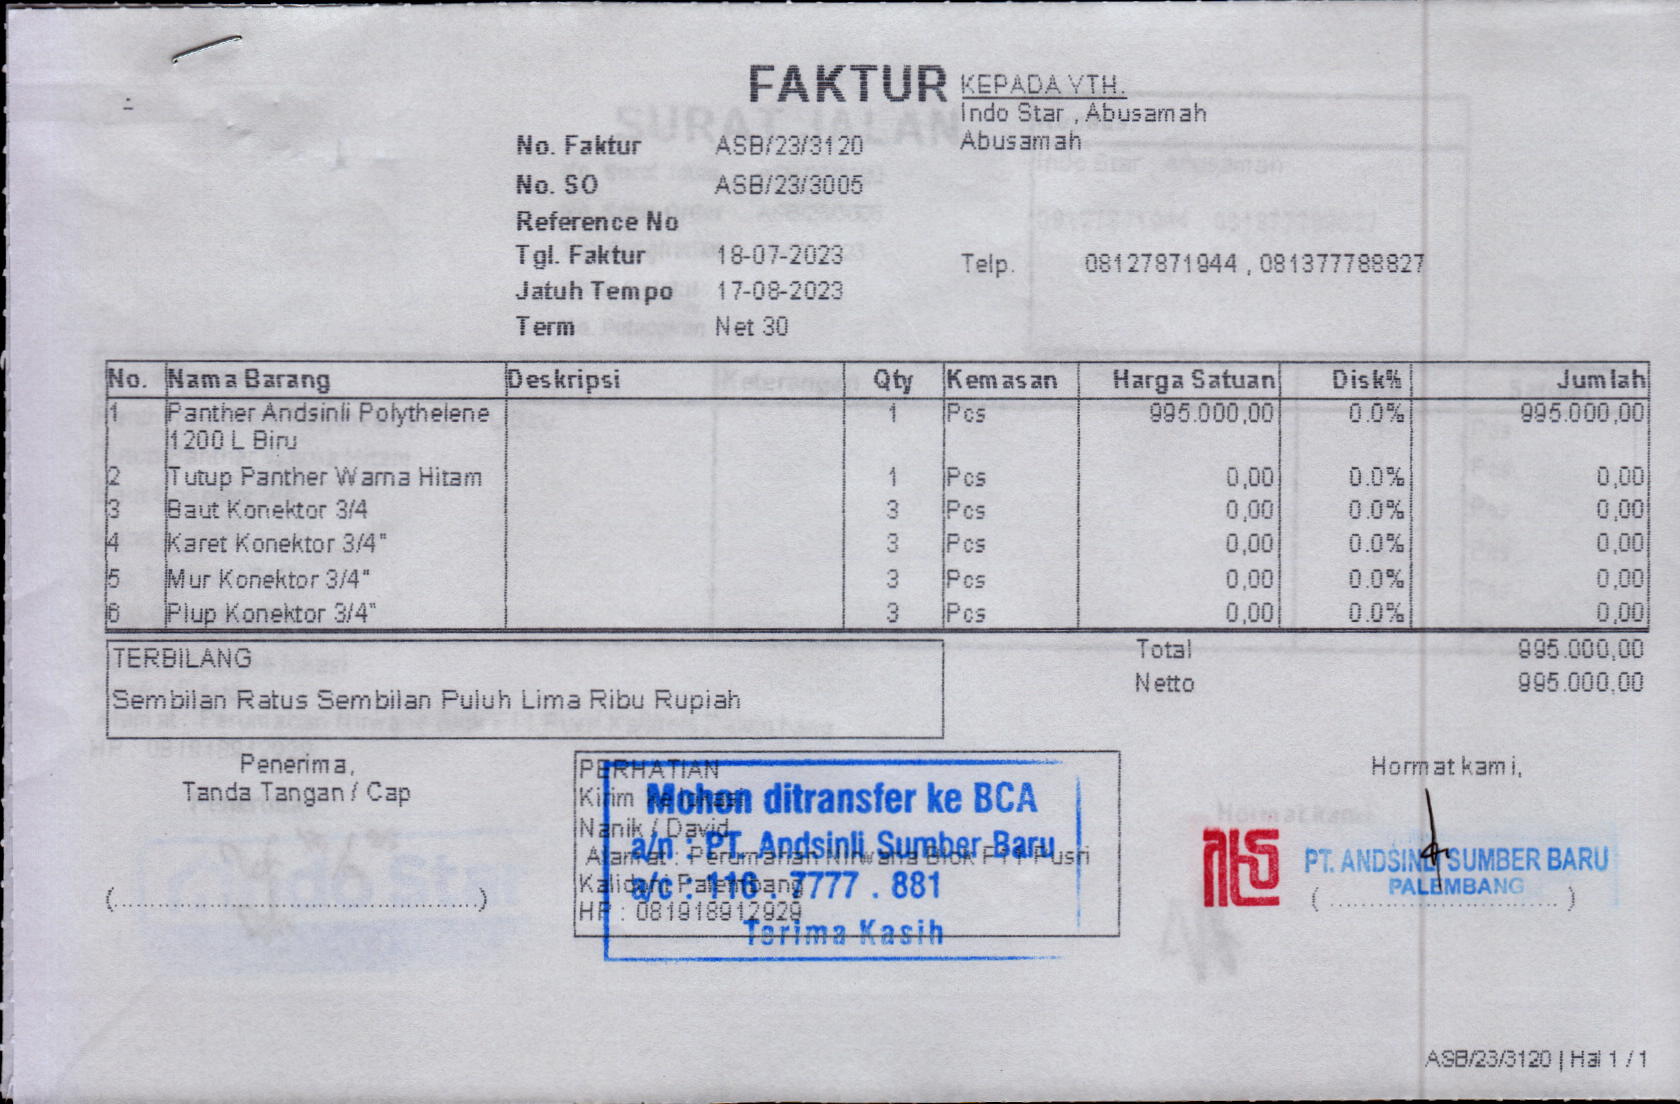 FAKTUR
KEPADA YTH.
Indo Star , Abusamah
Abusamah
No. Faktur ASB/23/3120
No. SO ASB/23/3005
Reference No
Tgl. Faktur 18-07-2023
Telp. 08127871944 , 081377788827
Jatuh Tempo 17-08-2023
Term Net 30
No. Nama Barang Deskripsi Qty Kemasan Harga Satuan Disk% Jumlah
1 Panther Andsinli Polythelene 1 Pcs 995.000,00 0.0% 995.000,00
1200 L Biru
2 Tutup Panther Warna Hitam 1 Pcs 0,00 0.0% 0,00
3 Baut Konektor 3/4 3 Pcs 0,00 0.0% 0,00
4 Karet Konektor 3/4" 3 Pcs 0,00 0.0% 0,00
5 Mur Konektor 3/4" 3 Pcs 0,00 0.0% 0,00
6 Plup Konektor 3/4" 3 Pcs 0,00 0.0% 0,00
TERBILANG
Sembilan Ratus Sembilan Puluh Lima Ribu Rupiah
Total 995.000,00
Netto 995.000,00
Penerima,
Tanda Tangan / Cap
(..........................................)
PERHATIAN
Kirim ke lokasi
Nanik / David
Alamat : Perumahan Nirwana Blok F 11 Pusri
Kalidoni Palembang
HP : 081918912929
Mohon ditransfer ke BCA
a/n : PT. Andsinli Sumber Baru
a/c : 118 . 7777 . 881
Terima Kasih
Hormat kami,
PT. ANDSINLI SUMBER BARU
PALEMBANG
( .......................... )
ASB/23/3120 | Hal 1 / 1